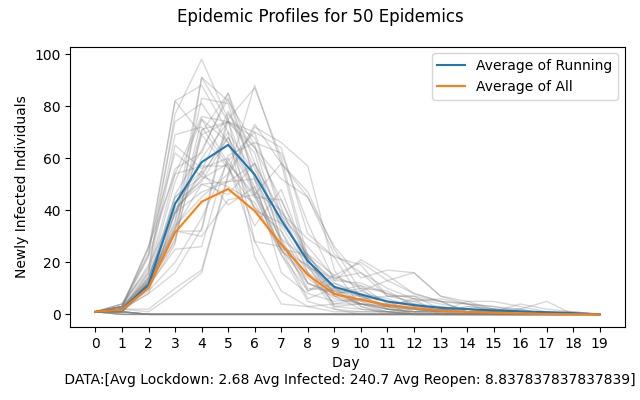 Epidemic Profiles for 50 Epidemics
Average of Running
Average of All
Newly Infected Individuals
100
80
60
40
20
0
0 1 2 3 4 5 6 7 8 9 10 11 12 13 14 15 16 17 18 19
Day
DATA:[Avg Lockdown: 2.68 Avg Infected: 240.7 Avg Reopen: 8.837837837837839]